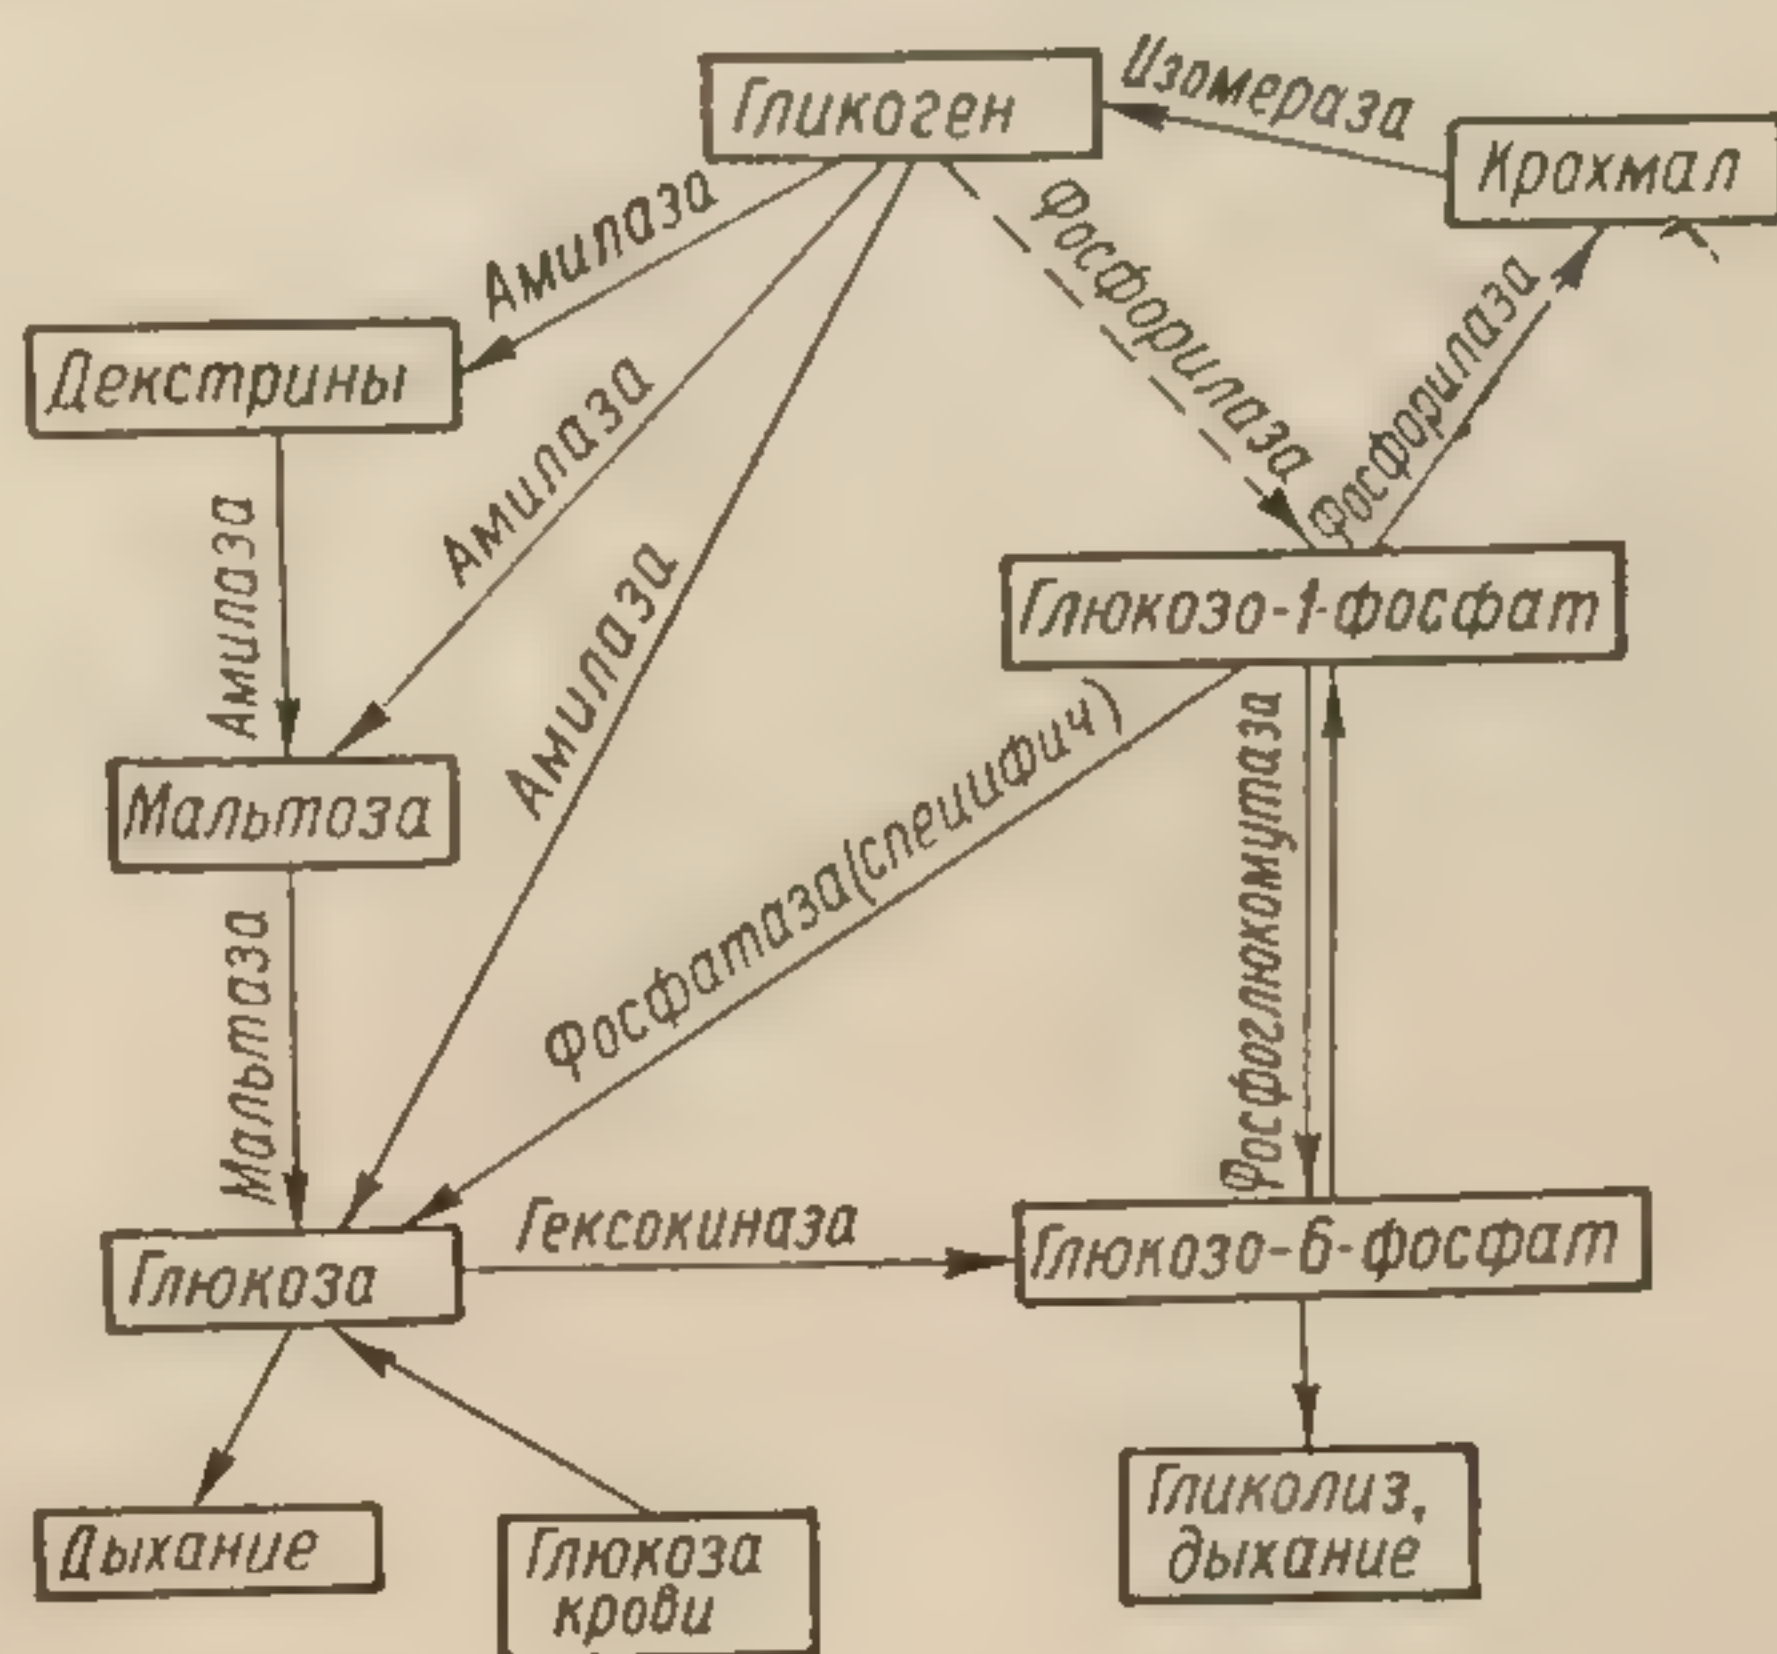 Гликоген
Изомераза
Крахмал
Амилаза
Фосфорилаза
Фосфорилаза
Декстрины
Амилаза
Амилаза
Амилаза
Глюкозо-1-фосфат
Мальтоза
Фосфатаза(специфич)
Фосфоглюкомутаза
Мальтаза
Гексокиназа
Глюкоза
Глюкозо-6-фосфат
Дыхание
Глюкоза
крови
Гликолиз,
дыхание